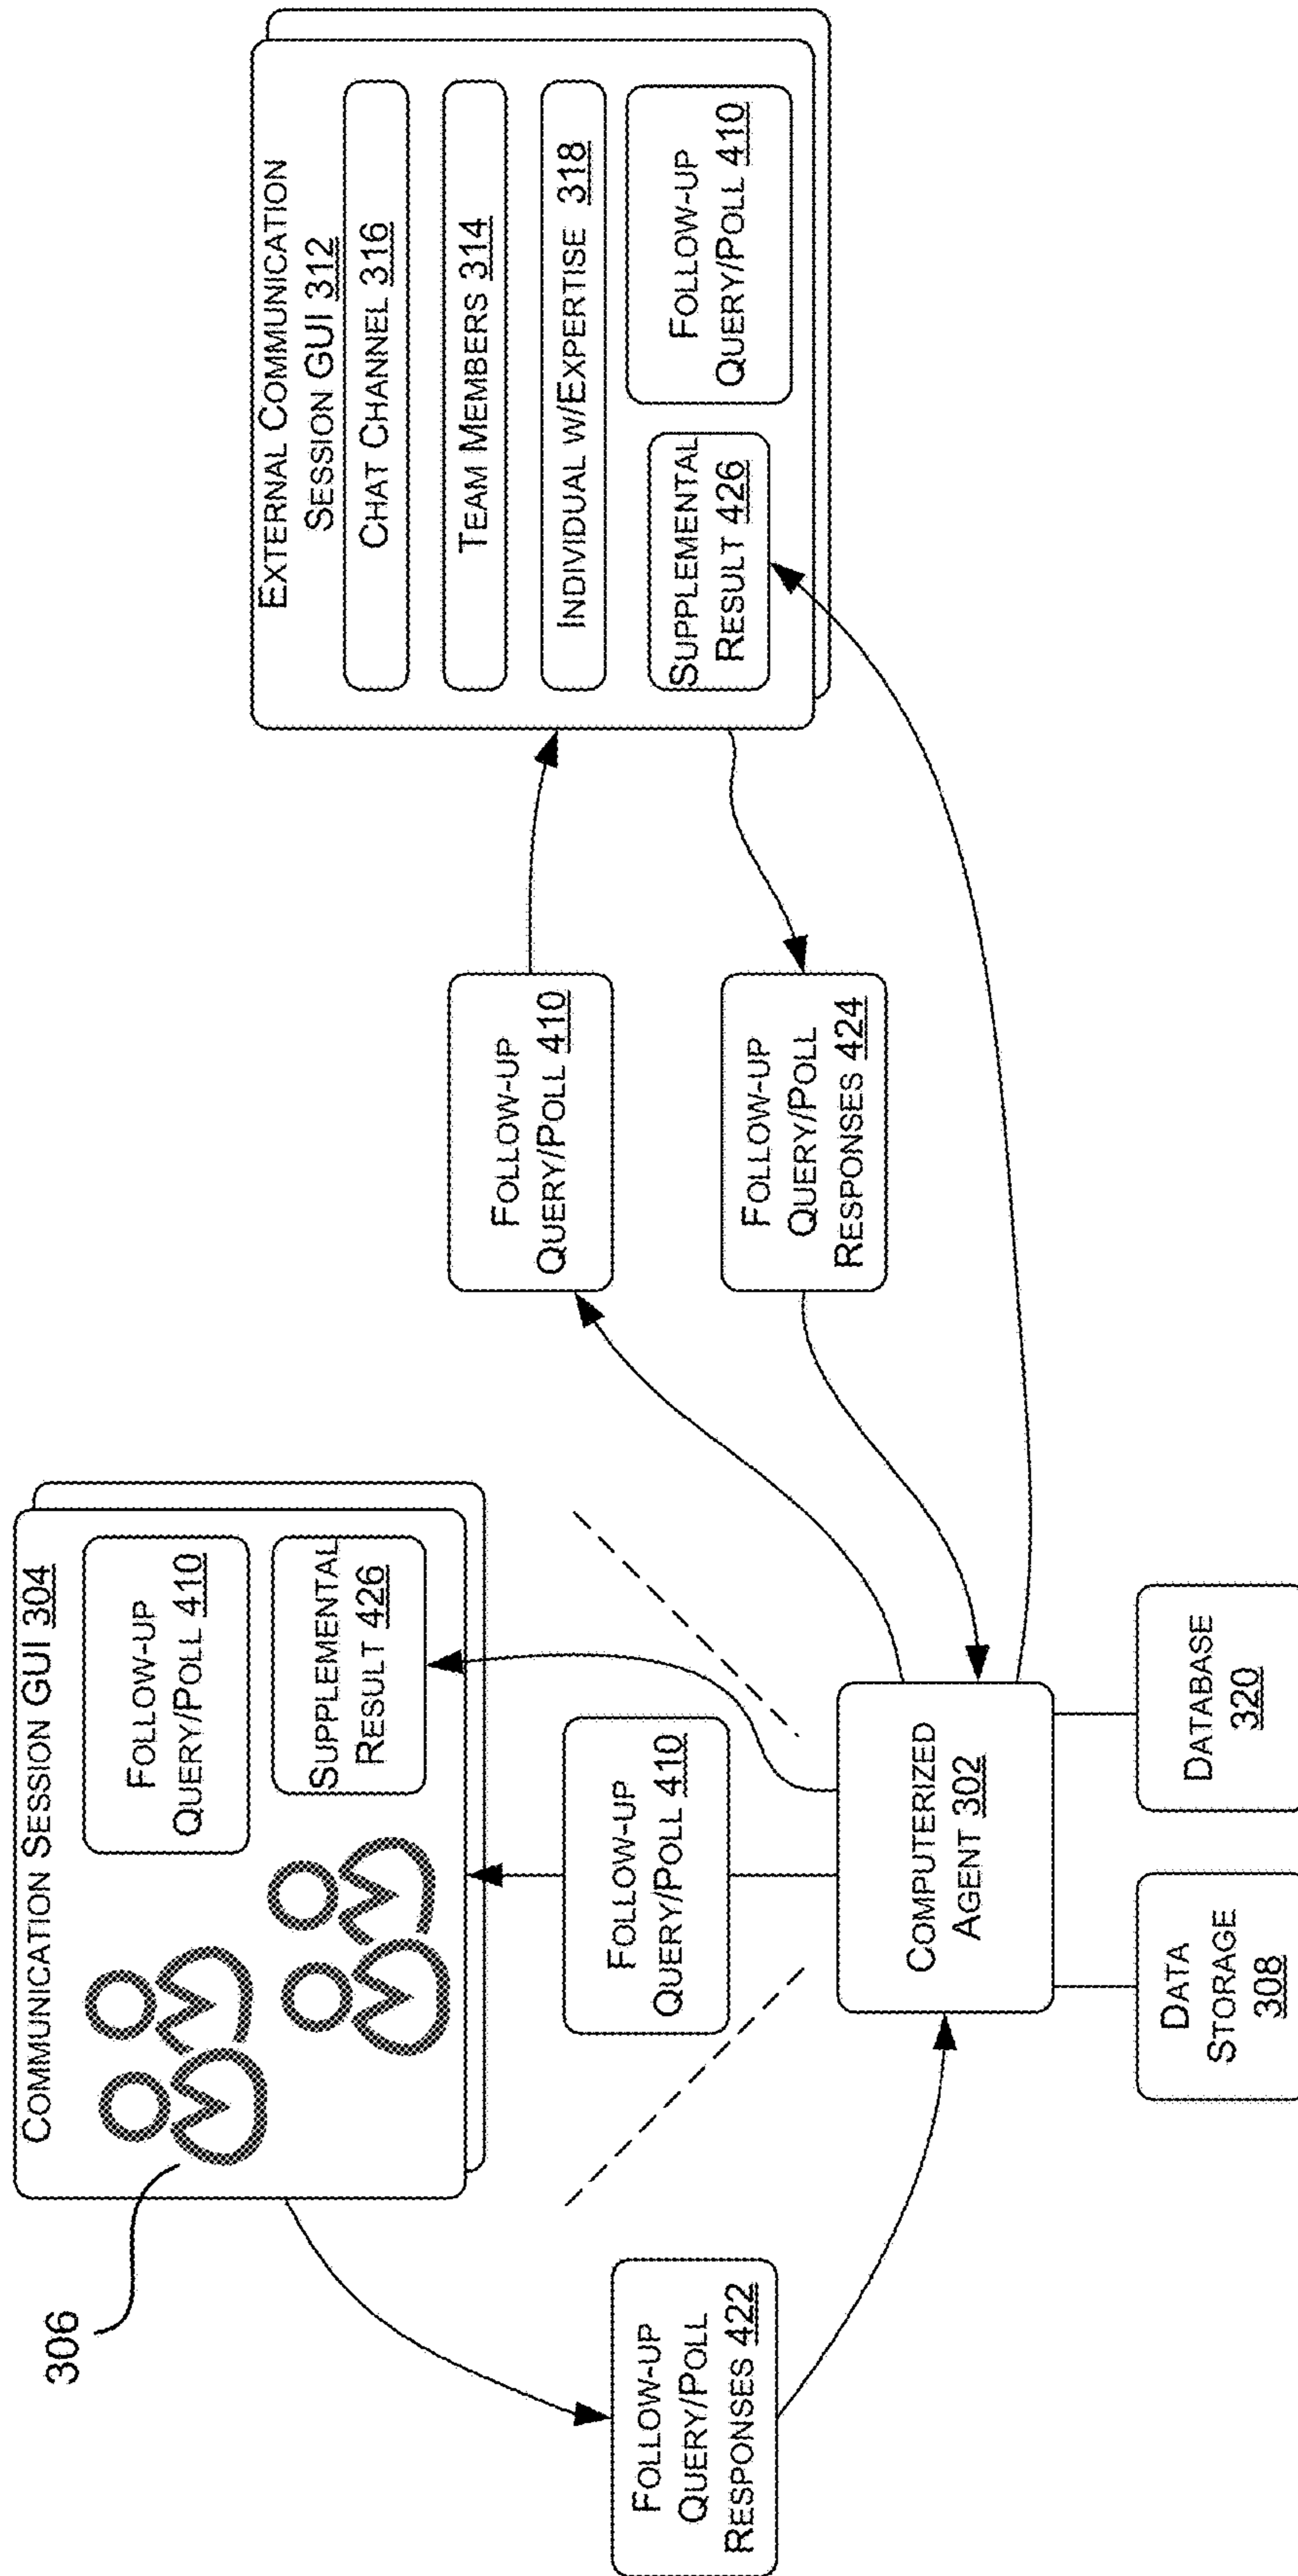 306
COMMUNICATION SESSION GUI 304
FOLLOW-UP
QUERY/POLL 410
SUPPLEMENTAL
RESULT 426
FOLLOW-UP
QUERY/POLL
RESPONSES 422
FOLLOW-UP
QUERY/POLL 410
COMPUTERIZED
AGENT 302
DATA
STORAGE
308
DATABASE
320
FOLLOW-UP
QUERY/POLL 410
FOLLOW-UP
QUERY/POLL
RESPONSES 424
EXTERNAL COMMUNICATION
SESSION GUI 312
CHAT CHANNEL 316
TEAM MEMBERS 314
INDIVIDUAL W/EXPERTISE 318
SUPPLEMENTAL
RESULT 426
FOLLOW-UP
QUERY/POLL 410